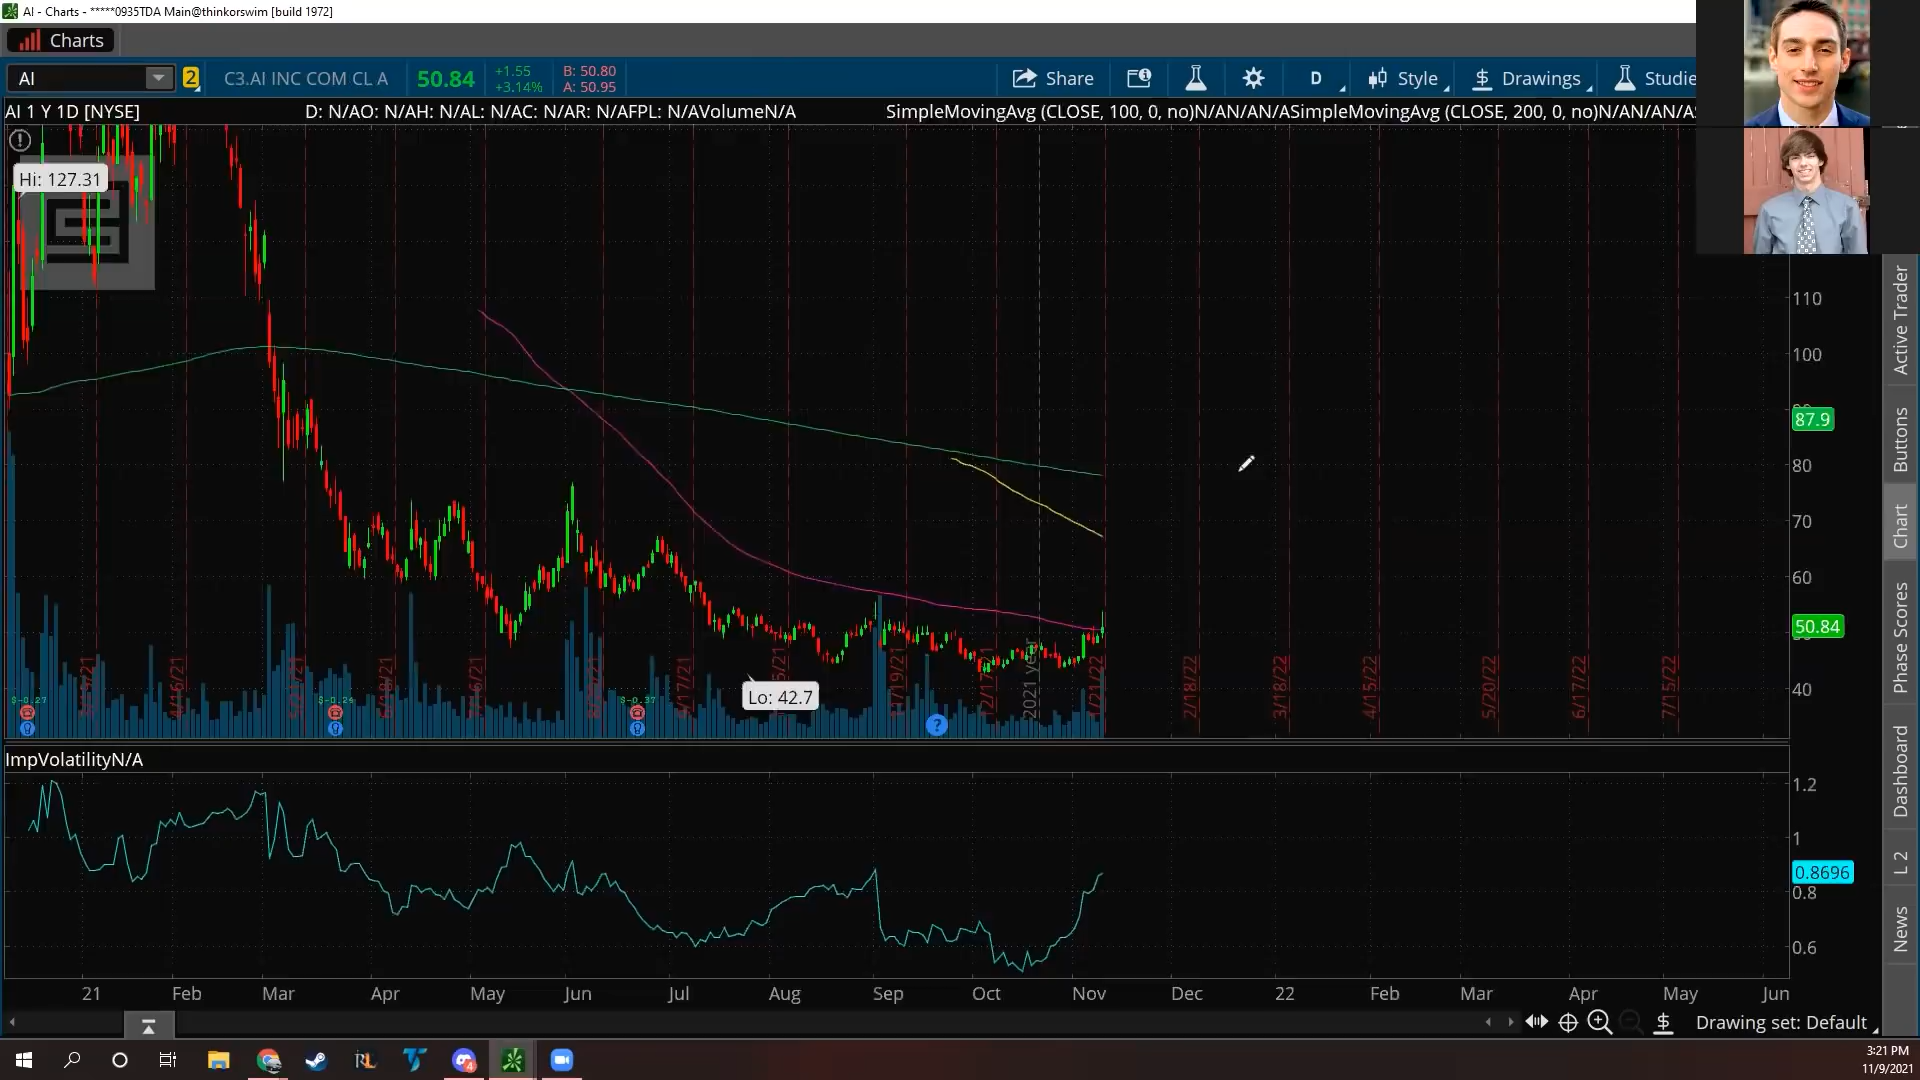 AI - Charts - *****0935TDA Main@thinkorswim [build 1972]
Charts
AI 2 C3.AI INC COM CL A 50.84 +1.55 +3.14% B: 50.80 A: 50.95 Share D Style $ Drawings Studie
AI 1 Y 1D [NYSE] D: N/AO: N/AH: N/AL: N/AC: N/AR: N/AFPL: N/AVolumeN/A SimpleMovingAvg (CLOSE, 100, 0, no)N/AN/AN/ASimpleMovingAvg (CLOSE, 200, 0, no)N/AN/AN/AS
Hi: 127.31
110
100
87.9
80
70
60
50.84
40
Lo: 42.7
2021 year
1/21/22
2/18/22
3/18/22
4/15/22
5/20/22
6/17/22
7/15/22
ImpVolatilityN/A
1.2
1
0.8696
0.8
0.6
21 Feb Mar Apr May Jun Jul Aug Sep Oct Nov Dec 22 Feb Mar Apr May Jun
Drawing set: Default
Active Trader
Buttons
Chart
Phase Scores
Dashboard
L 2
News
3:21 PM
11/9/2021